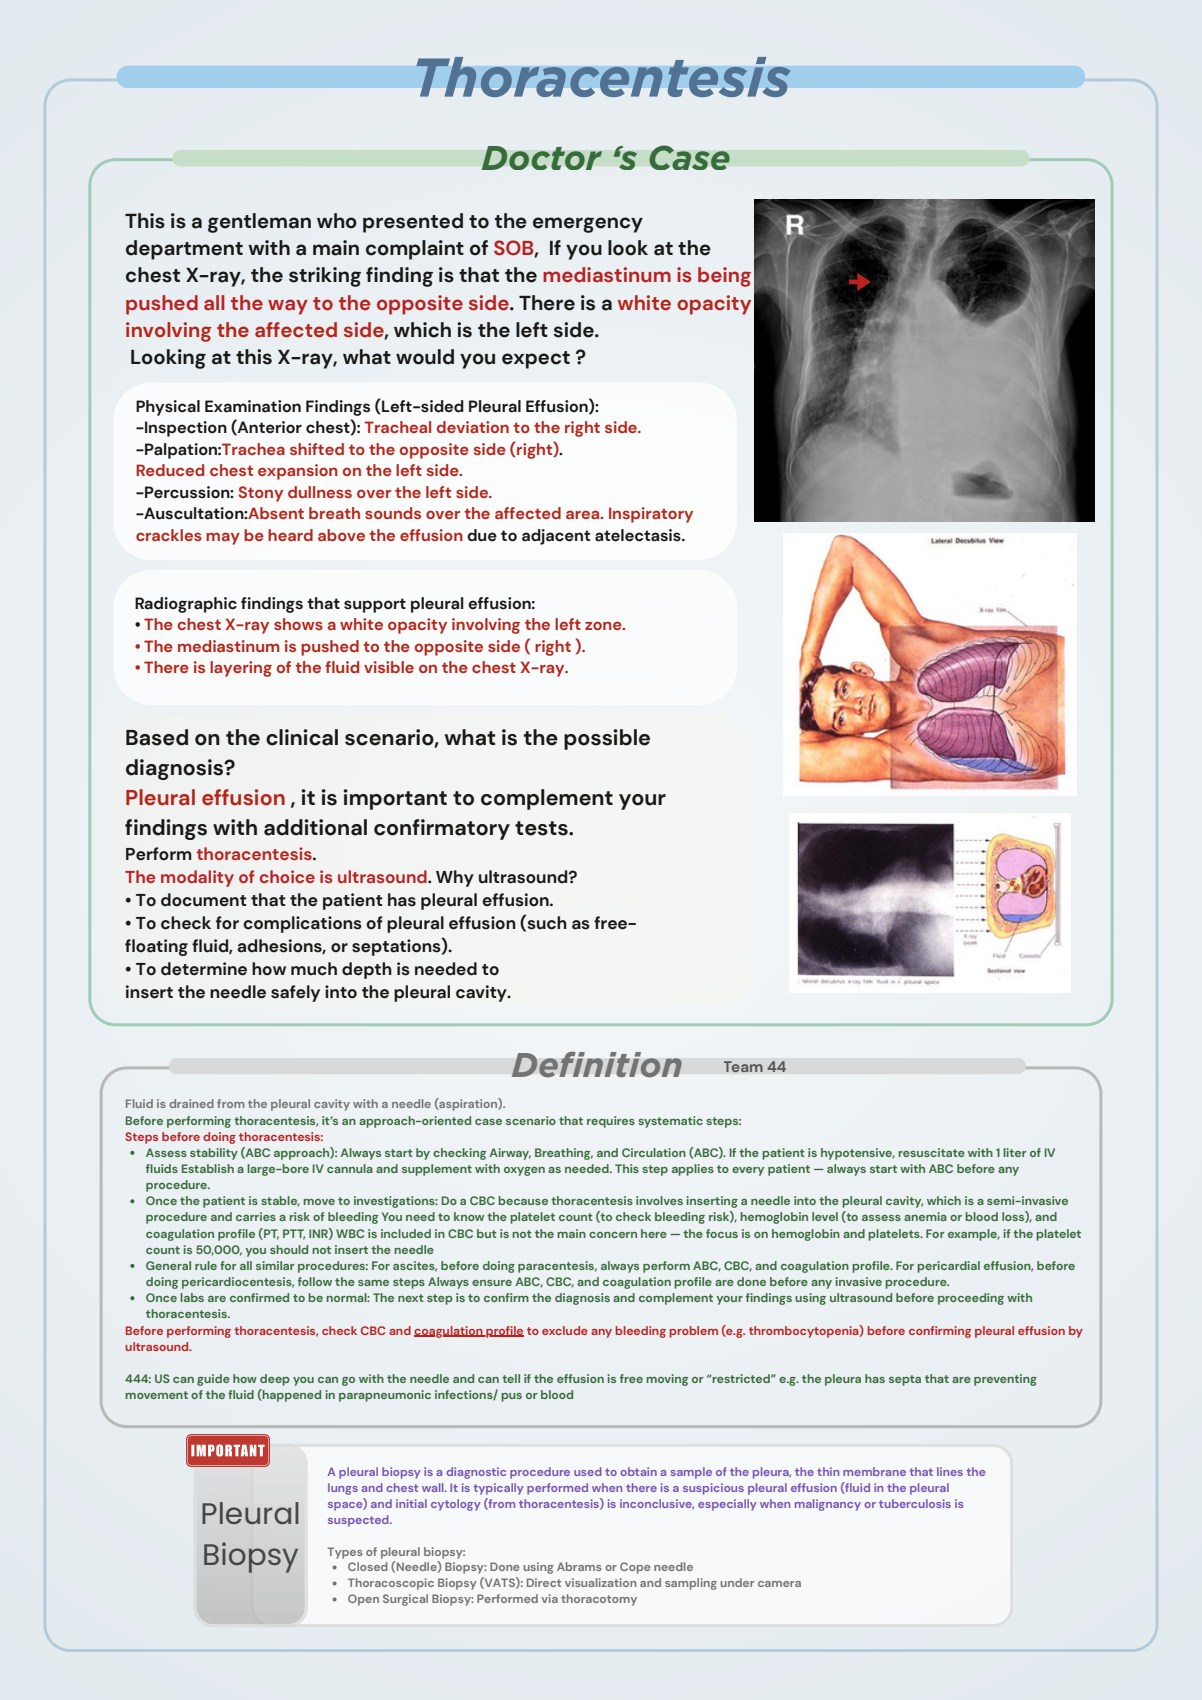 Thoracentesis
Doctor ‘s Case
This is a gentleman who presented to the emergency
department with a main complaint of SOB,  If you look at the
chest X-ray, the striking finding is that the mediastinum is being
pushed all the way to the opposite side. There is a white opacity
involving the affected side, which is the left side.
Looking at this X-ray, what would you expect ?
R
Physical Examination Findings (Left-sided Pleural Effusion):
-Inspection (Anterior chest): Tracheal deviation to the right side.
-Palpation:Trachea shifted to the opposite side (right).
Reduced chest expansion on the left side.
-Percussion: Stony dullness over the left side.
-Auscultation:Absent breath sounds over the affected area. Inspiratory
crackles may be heard above the effusion due to adjacent atelectasis.
Lateral Decubitus View
X-ray film
Radiographic findings that support pleural effusion:
• The chest X-ray shows a white opacity involving the left zone.
• The mediastinum is pushed to the opposite side ( right ).
• There is layering of the fluid visible on the chest X-ray.
Based on the clinical scenario, what is the possible
diagnosis?
Pleural effusion , it is important to complement your
findings with additional confirmatory tests.
Perform thoracentesis.
The modality of choice is ultrasound. Why ultrasound?
• To document that the patient has pleural effusion.
• To check for complications of pleural effusion (such as free-
floating fluid, adhesions, or septations).
• To determine how much depth is needed to
insert the needle safely into the pleural cavity.
X-ray
beam
Fluid
Cassette
Sectional view
lateral decubitus x-ray film: fluid in r. pleural space
Definition
Team 44
Fluid is drained from the pleural cavity with a needle (aspiration).
Before performing thoracentesis, it’s an approach-oriented case scenario that requires systematic steps:
Steps before doing thoracentesis:
• Assess stability (ABC approach): Always start by checking Airway, Breathing, and Circulation (ABC). If the patient is hypotensive, resuscitate with 1 liter of IV
fluids Establish a large-bore IV cannula and supplement with oxygen as needed. This step applies to every patient — always start with ABC before any
procedure.
• Once the patient is stable, move to investigations: Do a CBC because thoracentesis involves inserting a needle into the pleural cavity, which is a semi-invasive
procedure and carries a risk of bleeding You need to know the platelet count (to check bleeding risk), hemoglobin level (to assess anemia or blood loss), and
coagulation profile (PT, PTT, INR) WBC is included in CBC but is not the main concern here — the focus is on hemoglobin and platelets. For example, if the platelet
count is 50,000, you should not insert the needle
• General rule for all similar procedures: For ascites, before doing paracentesis, always perform ABC, CBC, and coagulation profile. For pericardial effusion, before
doing pericardiocentesis, follow the same steps Always ensure ABC, CBC, and coagulation profile are done before any invasive procedure.
• Once labs are confirmed to be normal: The next step is to confirm the diagnosis and complement your findings using ultrasound before proceeding with
thoracentesis.
Before performing thoracentesis, check CBC and coagulation profile to exclude any bleeding problem (e.g. thrombocytopenia) before confirming pleural effusion by
ultrasound.
444: US can guide how deep you can go with the needle and can tell if the effusion is free moving or “restricted” e.g. the pleura has septa that are preventing
movement of the fluid (happened in parapneumonic infections/ pus or blood
IMPORTANT
Pleural
Biopsy
A pleural biopsy is a diagnostic procedure used to obtain a sample of the pleura, the thin membrane that lines the
lungs and chest wall. It is typically performed when there is a suspicious pleural effusion (fluid in the pleural
space) and initial cytology (from thoracentesis) is inconclusive, especially when malignancy or tuberculosis is
suspected.
Types of pleural biopsy:
• Closed (Needle) Biopsy: Done using Abrams or Cope needle
• Thoracoscopic Biopsy (VATS): Direct visualization and sampling under camera
• Open Surgical Biopsy: Performed via thoracotomy